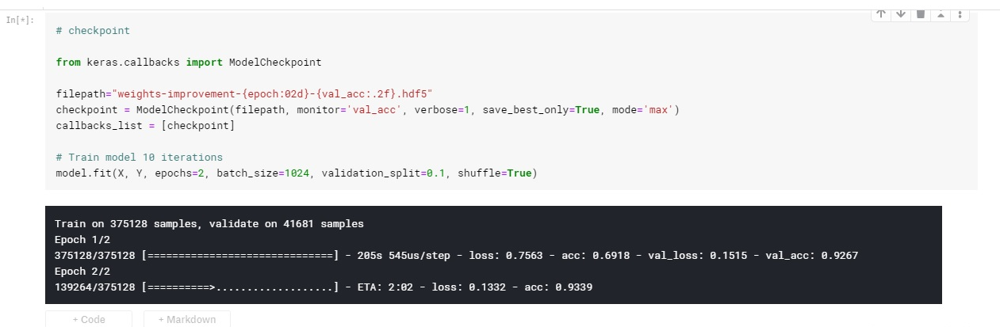 In[*]:
# checkpoint
from keras.callbacks import ModelCheckpoint
filepath="weights-improvement-{epoch:02d}-{val_acc:.2f}.hdf5"
checkpoint = ModelCheckpoint(filepath, monitor='val_acc', verbose=1, save_best_only=True, mode='max')
callbacks_list = [checkpoint]
# Train model 10 iterations
model.fit(X, Y, epochs=2, batch_size=1024, validation_split=0.1, shuffle=True)
Train on 375128 samples, validate on 41681 samples
Epoch 1/2
375128/375128 [==============================] - 205s 545us/step - loss: 0.7563 - acc: 0.6918 - val_loss: 0.1515 - val_acc: 0.9267
Epoch 2/2
139264/375128 [==========>...................] - ETA: 2:02 - loss: 0.1332 - acc: 0.9339
+ Code + Markdown